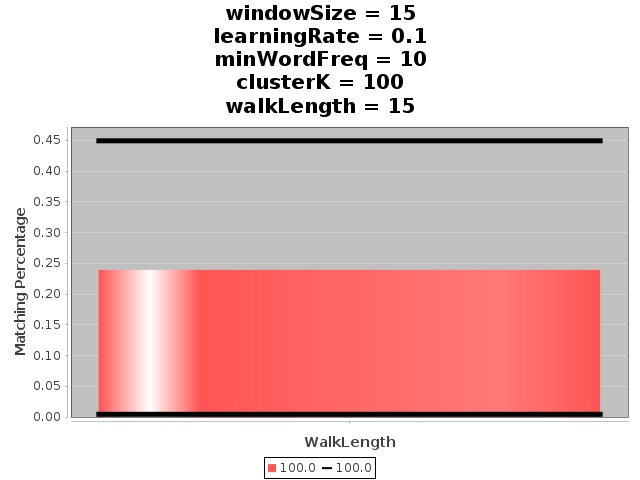 windowSize = 15
learningRate = 0.1
minWordFreq = 10
clusterK = 100
walkLength = 15
0.45
0.40
0.35
0.30
0.25
0.20
0.15
0.10
0.05
0.00
Matching Percentage
WalkLength
100.0 100.0